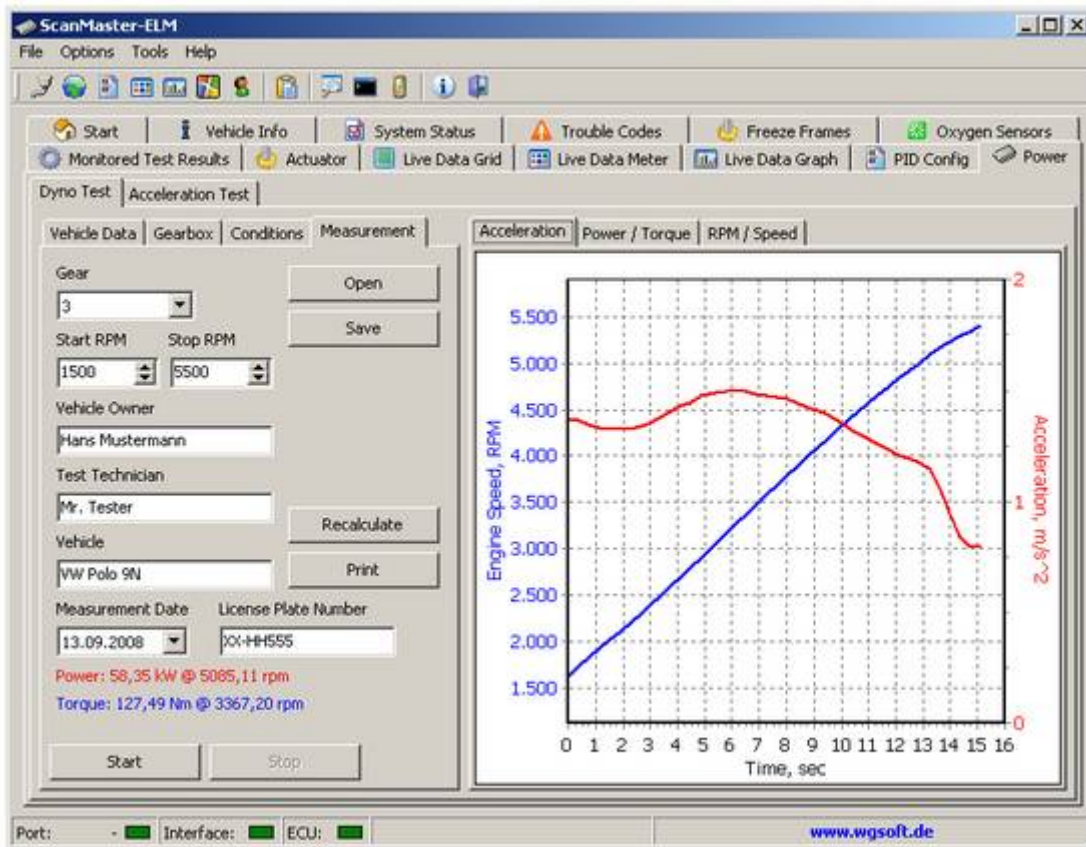 ScanMaster-ELM
File Options Tools Help
Start Vehicle Info System Status Trouble Codes Freeze Frames Oxygen Sensors
Monitored Test Results Actuator Live Data Grid Live Data Meter Live Data Graph PID Config Power
Dyno Test Acceleration Test
Vehicle Data Gearbox Conditions Measurement
Gear
3
Open
Save
Start RPM Stop RPM
1500 5500
Vehicle Owner
Hans Mustermann
Test Technician
Mr. Tester
Recalculate
Vehicle
VW Polo 9N
Print
Measurement Date License Plate Number
13.09.2008 XX-HH555
Power: 58,35 kW @ 5085,11 rpm
Torque: 127,49 Nm @ 3367,20 rpm
Start Stop
Acceleration Power / Torque RPM / Speed
Engine Speed, RPM
5.500
5.000
4.500
4.000
3.500
3.000
2.500
2.000
1.500
2
1
0
Acceleration, m/s^2
0 1 2 3 4 5 6 7 8 9 10 11 12 13 14 15 16
Time, sec
Port: - Interface: ECU: www.wgsoft.de